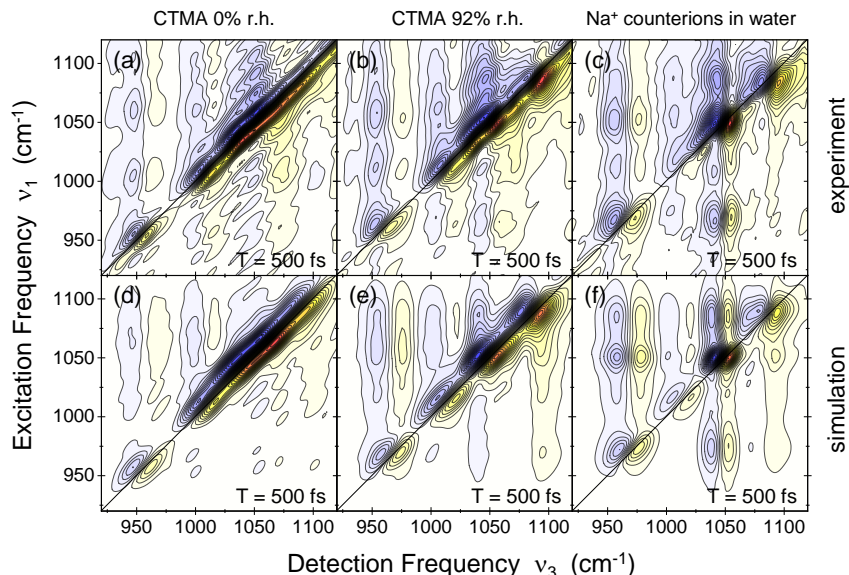 CTMA 0% r.h. CTMA 92% r.h. Na⁺ counterions in water
(a) (b) (c)
1100
1050
1000
950
T = 500 fs T = 500 fs T = 500 fs
experiment
(d) (e) (f)
1100
1050
1000
950
T = 500 fs T = 500 fs T = 500 fs
simulation
950 1000 1050 1100 950 1000 1050 1100 950 1000 1050 1100
Excitation Frequency ν₁ (cm⁻¹)
Detection Frequency ν₃ (cm⁻¹)